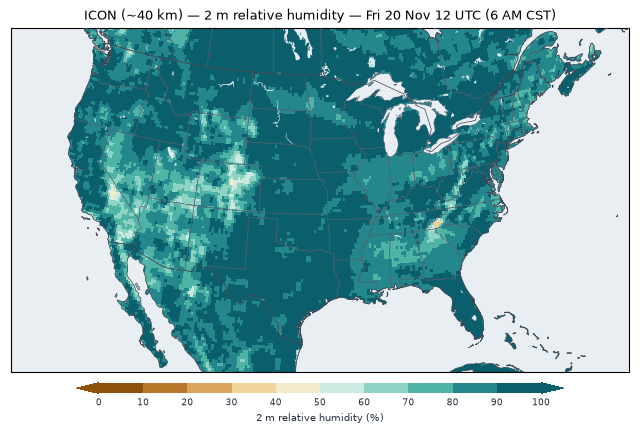 ICON (~40 km) — 2 m relative humidity — Fri 20 Nov 12 UTC (6 AM CST)
0 10 20 30 40 50 60 70 80 90 100
2 m relative humidity (%)